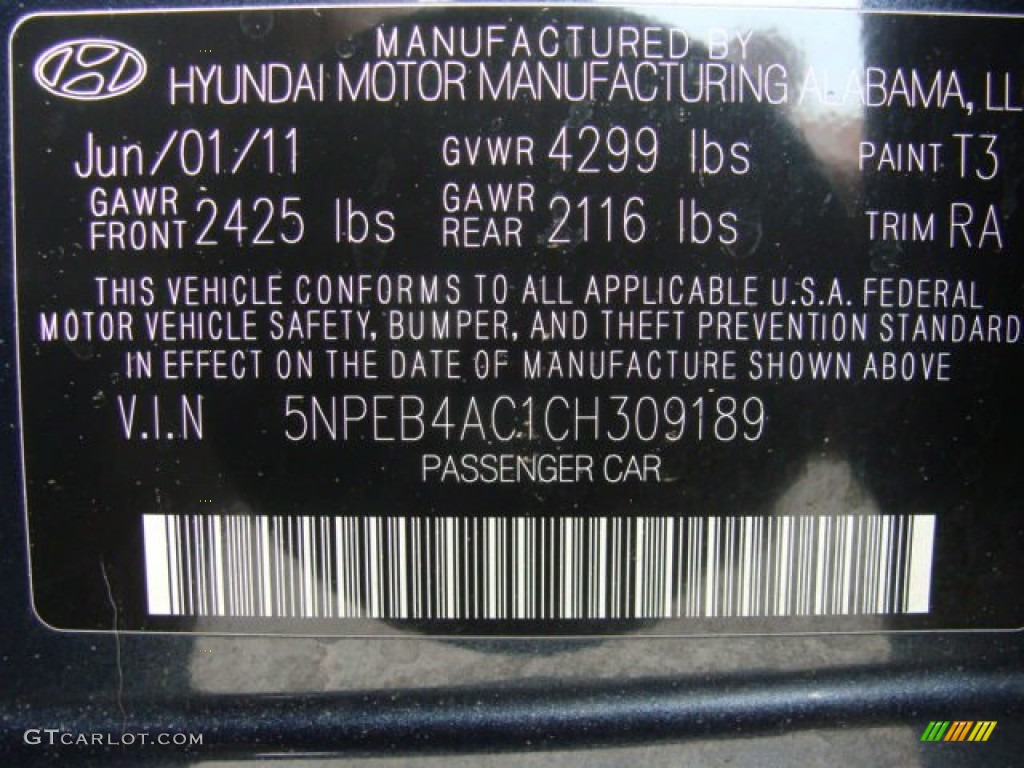 MANUFACTURED BY
HYUNDAI MOTOR MANUFACTURING ALABAMA, LL
Jun/01/11 GVWR 4299 lbs PAINT T3
GAWR FRONT 2425 lbs GAWR REAR 2116 lbs TRIM RA
THIS VEHICLE CONFORMS TO ALL APPLICABLE U.S.A. FEDERAL
MOTOR VEHICLE SAFETY, BUMPER, AND THEFT PREVENTION STANDARD
IN EFFECT ON THE DATE OF MANUFACTURE SHOWN ABOVE
V.I.N 5NPEB4AC1CH309189
PASSENGER CAR
GTCARLOT.COM